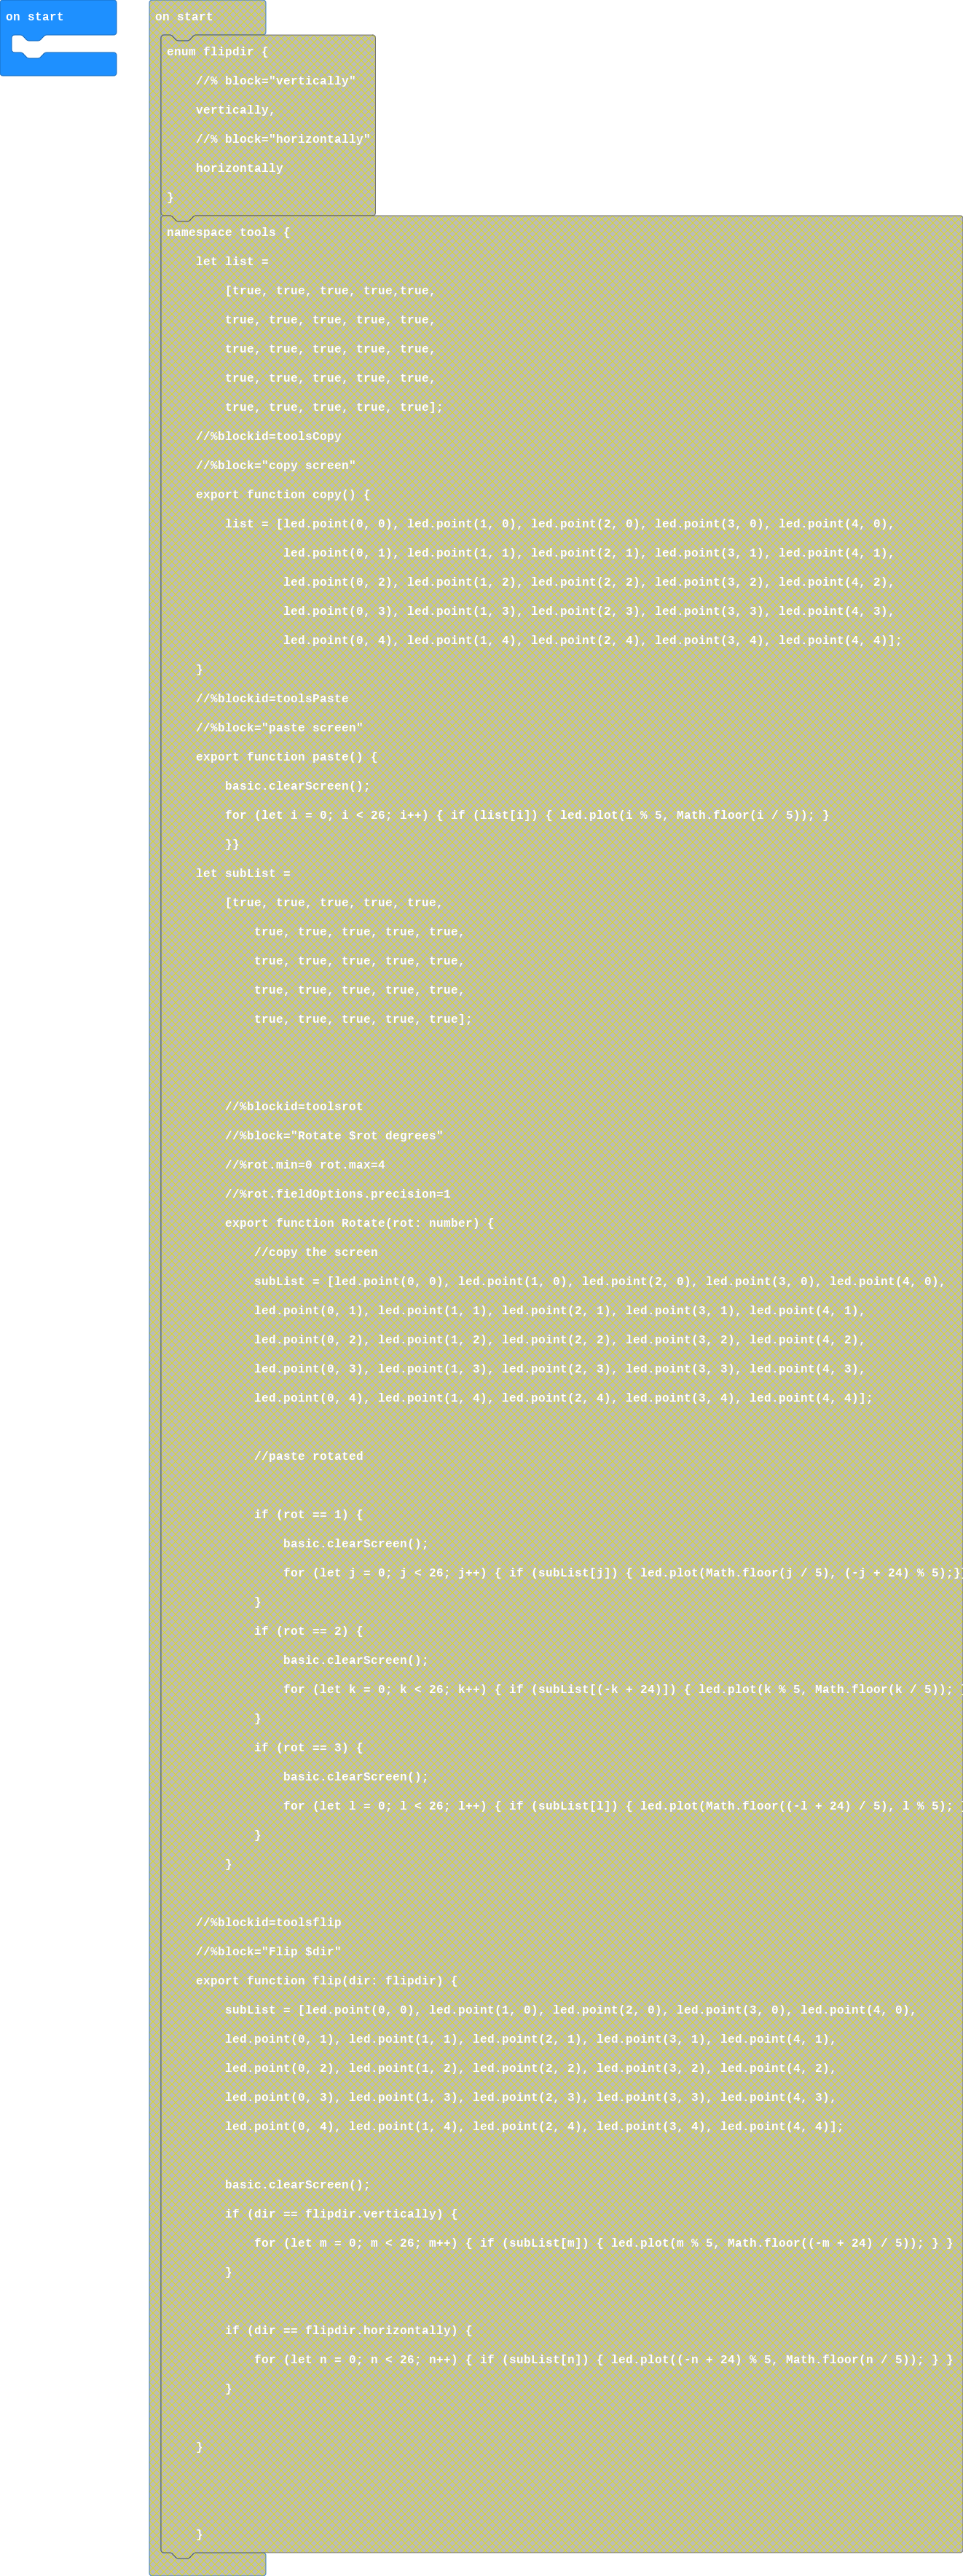 on start
on start
enum flipdir {
//% block="vertically"
vertically,
//% block="horizontally"
horizontally
}
namespace tools {
let list =
[true, true, true, true,true,
true, true, true, true, true,
true, true, true, true, true,
true, true, true, true, true,
true, true, true, true, true];
//%blockid=toolsCopy
//%block="copy screen"
export function copy() {
list = [led.point(0, 0), led.point(1, 0), led.point(2, 0), led.point(3, 0), led.point(4, 0),
led.point(0, 1), led.point(1, 1), led.point(2, 1), led.point(3, 1), led.point(4, 1),
led.point(0, 2), led.point(1, 2), led.point(2, 2), led.point(3, 2), led.point(4, 2),
led.point(0, 3), led.point(1, 3), led.point(2, 3), led.point(3, 3), led.point(4, 3),
led.point(0, 4), led.point(1, 4), led.point(2, 4), led.point(3, 4), led.point(4, 4)];
}
//%blockid=toolsPaste
//%block="paste screen"
export function paste() {
basic.clearScreen();
for (let i = 0; i < 26; i++) { if (list[i]) { led.plot(i % 5, Math.floor(i / 5)); }
}}
let subList =
[true, true, true, true, true,
true, true, true, true, true,
true, true, true, true, true,
true, true, true, true, true,
true, true, true, true, true];
//%blockid=toolsrot
//%block="Rotate $rot degrees"
//%rot.min=0 rot.max=4
//%rot.fieldOptions.precision=1
export function Rotate(rot: number) {
//copy the screen
subList = [led.point(0, 0), led.point(1, 0), led.point(2, 0), led.point(3, 0), led.point(4, 0),
led.point(0, 1), led.point(1, 1), led.point(2, 1), led.point(3, 1), led.point(4, 1),
led.point(0, 2), led.point(1, 2), led.point(2, 2), led.point(3, 2), led.point(4, 2),
led.point(0, 3), led.point(1, 3), led.point(2, 3), led.point(3, 3), led.point(4, 3),
led.point(0, 4), led.point(1, 4), led.point(2, 4), led.point(3, 4), led.point(4, 4)];
//paste rotated
if (rot == 1) {
basic.clearScreen();
for (let j = 0; j < 26; j++) { if (subList[j]) { led.plot(Math.floor(j / 5), (-j + 24) % 5);}}
}
if (rot == 2) {
basic.clearScreen();
for (let k = 0; k < 26; k++) { if (subList[(-k + 24)]) { led.plot(k % 5, Math.floor(k / 5)); }
}
if (rot == 3) {
basic.clearScreen();
for (let l = 0; l < 26; l++) { if (subList[l]) { led.plot(Math.floor((-l + 24) / 5), l % 5); }
}
}
//%blockid=toolsflip
//%block="Flip $dir"
export function flip(dir: flipdir) {
subList = [led.point(0, 0), led.point(1, 0), led.point(2, 0), led.point(3, 0), led.point(4, 0),
led.point(0, 1), led.point(1, 1), led.point(2, 1), led.point(3, 1), led.point(4, 1),
led.point(0, 2), led.point(1, 2), led.point(2, 2), led.point(3, 2), led.point(4, 2),
led.point(0, 3), led.point(1, 3), led.point(2, 3), led.point(3, 3), led.point(4, 3),
led.point(0, 4), led.point(1, 4), led.point(2, 4), led.point(3, 4), led.point(4, 4)];
basic.clearScreen();
if (dir == flipdir.vertically) {
for (let m = 0; m < 26; m++) { if (subList[m]) { led.plot(m % 5, Math.floor((-m + 24) / 5)); } }
}
if (dir == flipdir.horizontally) {
for (let n = 0; n < 26; n++) { if (subList[n]) { led.plot((-n + 24) % 5, Math.floor(n / 5)); } }
}
}
}